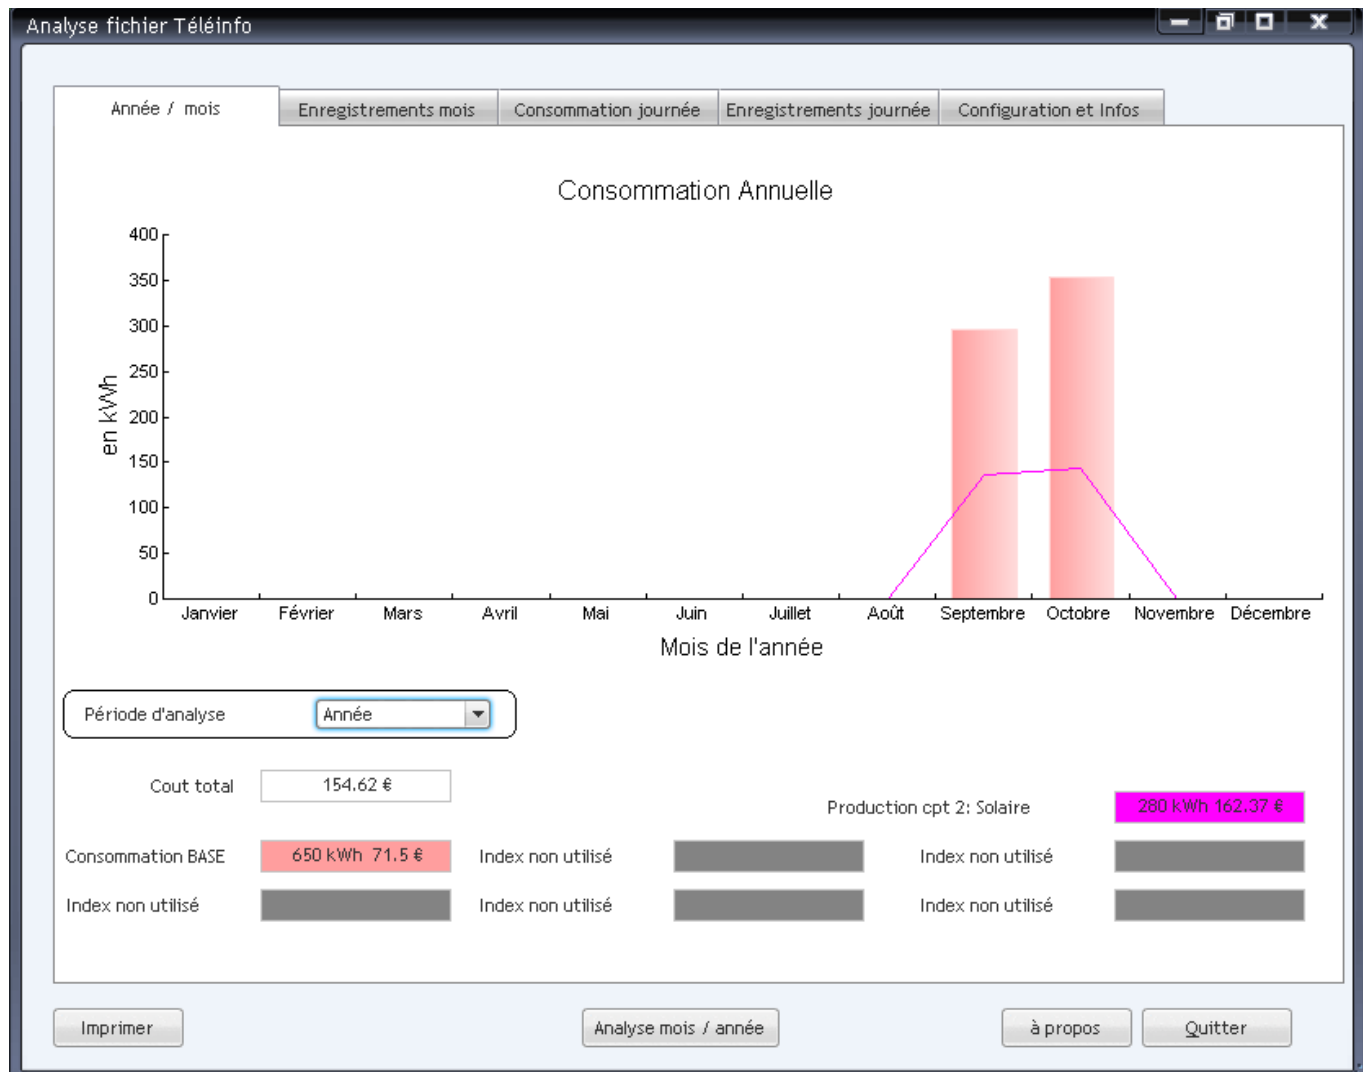 Analyse fichier Téléinfo
Année / mois
Enregistrements mois
Consommation journée
Enregistrements journée
Configuration et Infos
Consommation Annuelle
400
350
300
250
200
150
100
50
0
en kWh
Janvier Février Mars Avril Mai Juin Juillet Août Septembre Octobre Novembre Décembre
Mois de l'année
Période d'analyse Année
Cout total 154.62 €
Production cpt 2: Solaire 280 kWh 162.37 €
Consommation BASE 650 kWh 71.5 € Index non utilisé Index non utilisé
Index non utilisé Index non utilisé Index non utilisé
Imprimer Analyse mois / année à propos Quitter